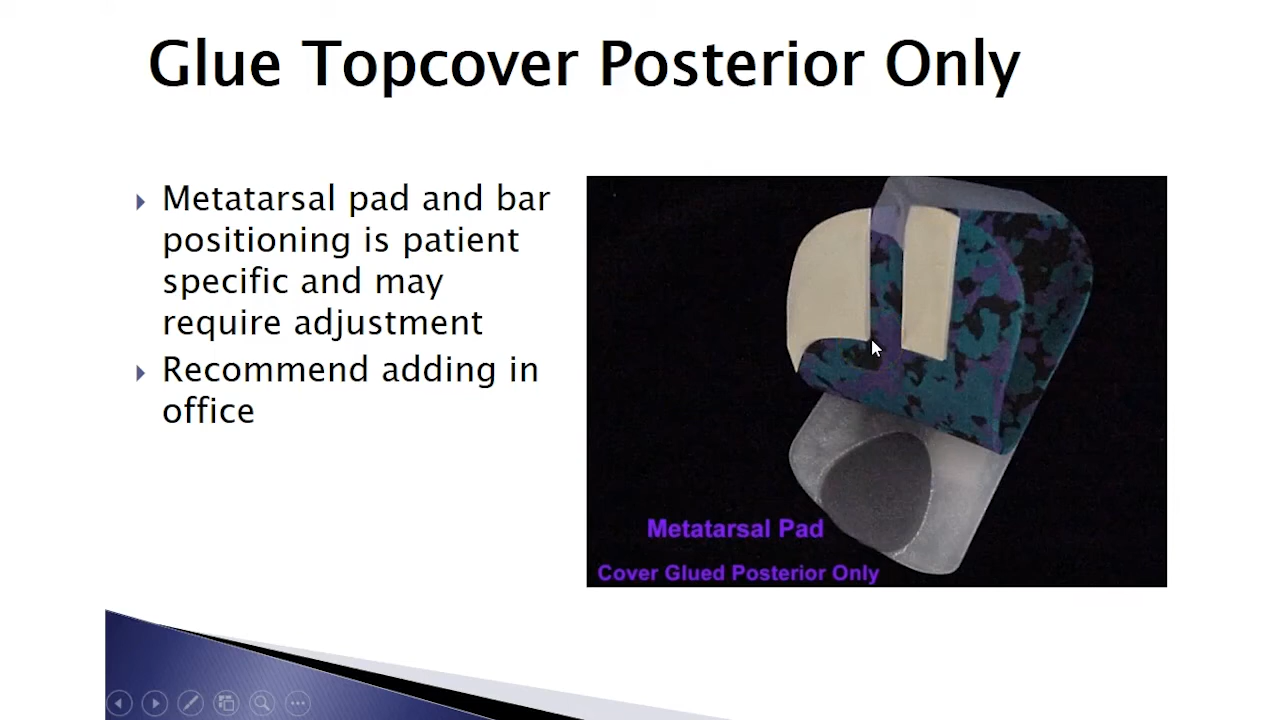 Glue Topcover Posterior Only
Metatarsal pad and bar
positioning is patient
specific and may
require adjustment
Recommend adding in
office
Metatarsal Pad
Cover Glued Posterior Only